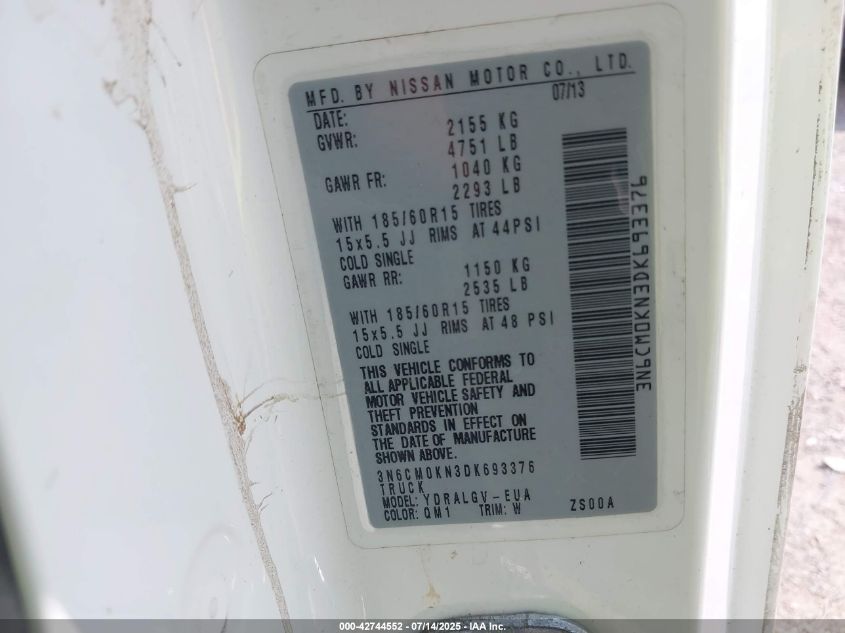 MFD. BY NISSAN MOTOR CO., LTD.
DATE: 07/13
GVWR: 2155 KG
4751 LB
GAWR FR: 1040 KG
2293 LB
WITH 185/60R15 TIRES
15x5.5 JJ RIMS AT 44PSI
COLD SINGLE
GAWR RR: 1150 KG
2535 LB
WITH 185/60R15 TIRES
15x5.5 JJ RIMS AT 48 PSI
COLD SINGLE
THIS VEHICLE CONFORMS TO
ALL APPLICABLE FEDERAL
MOTOR VEHICLE SAFETY AND
THEFT PREVENTION
STANDARDS IN EFFECT ON
THE DATE OF MANUFACTURE
SHOWN ABOVE.
3N6CM0KN3DK693376
TRUCK
MODEL: YDRALGV-EUA
COLOR: QM1 TRIM: W ZS00A
3N6CM0KN3DK693376
000-42744552 / 07/14/2025 - IAA Inc.